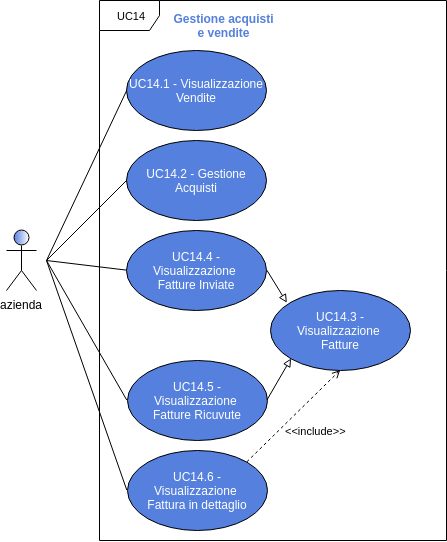 UC14
Gestione acquisti
e vendite
UC14.1 - Visualizzazione
Vendite
UC14.2 - Gestione
Acquisti
UC14.4 -
Visualizzazione
Fatture Inviate
azienda
UC14.3 -
Visualizzazione
Fatture
UC14.5 -
Visualizzazione
Fatture Ricuvute
<<include>>
UC14.6 -
Visualizzazione
Fattura in dettaglio